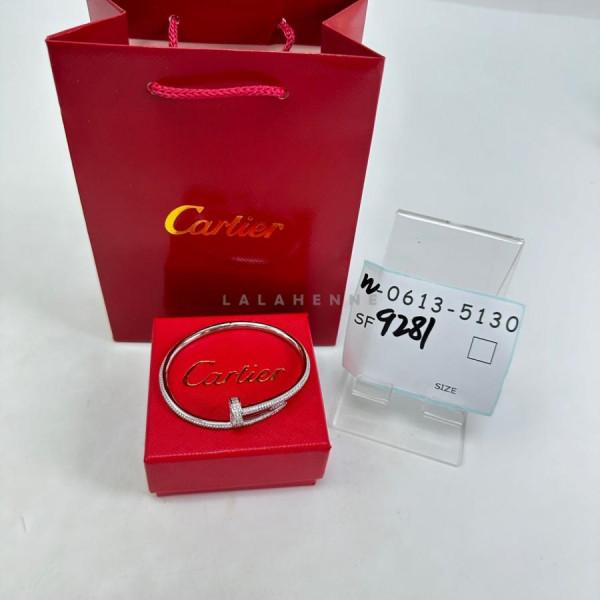 Cartier
LALAHENNE
Cartier
W-0613-5130
SF 9281
SIZE